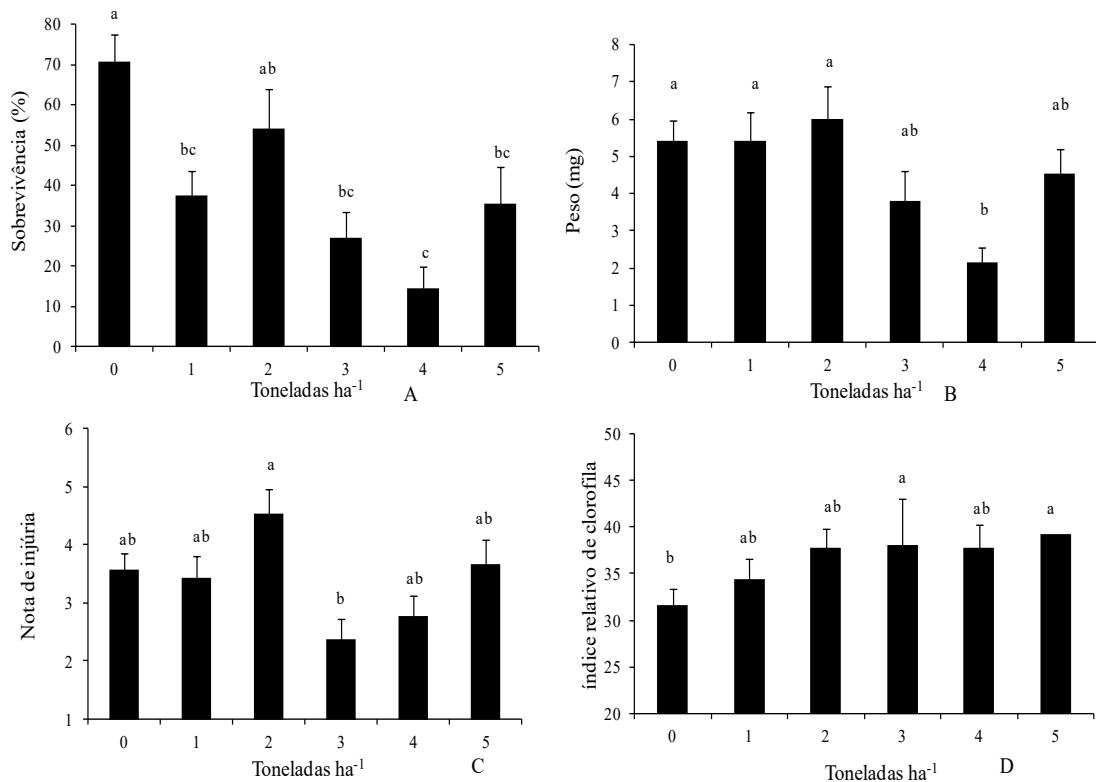 Sobrevivência (%)
80
70
60
50
40
30
20
10
0
a
bc
ab
bc
c
bc
0 1 2 3 4 5
Toneladas ha⁻¹
A
Peso (mg)
8
7
6
5
4
3
2
1
0
a
a
a
ab
b
ab
0 1 2 3 4 5
Toneladas ha⁻¹
B
Nota de injúria
6
5
4
3
2
1
ab
ab
a
b
ab
ab
0 1 2 3 4 5
Toneladas ha⁻¹
C
índice relativo de clorofila
50
45
40
35
30
25
20
b
ab
ab
a
ab
a
0 1 2 3 4 5
Toneladas ha⁻¹
D